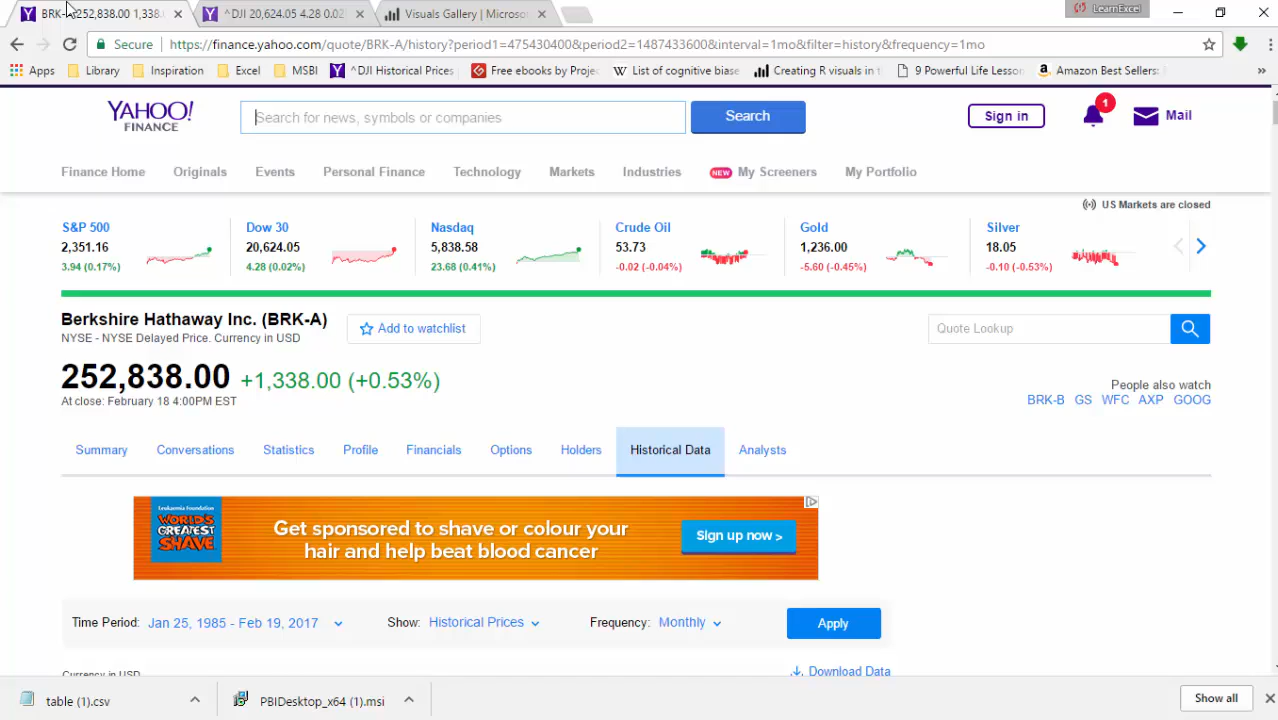 BRK-A 252,838.00 1,338.
^DJI 20,624.05 4.28 0.02
Visuals Gallery | Microso
LearnExcel
Secure
https://finance.yahoo.com/quote/BRK-A/history?period1=475430400&period2=1487433600&interval=1mo&filter=history&frequency=1mo
Apps
Library
Inspiration
Excel
MSBI
^DJI Historical Prices
Free ebooks by Proje
List of cognitive biase
Creating R visuals in
9 Powerful Life Lesso
Amazon Best Sellers:
»
YAHOO!
FINANCE
Search for news, symbols or companies
Search
Sign in
1
Mail
Finance Home
Originals
Events
Personal Finance
Technology
Markets
Industries
NEW My Screeners
My Portfolio
US Markets are closed
S&P 500
2,351.16
3.94 (0.17%)
Dow 30
20,624.05
4.28 (0.02%)
Nasdaq
5,838.58
23.68 (0.41%)
Crude Oil
53.73
-0.02 (-0.04%)
Gold
1,236.00
-5.60 (-0.45%)
Silver
18.05
-0.10 (-0.53%)
Berkshire Hathaway Inc. (BRK-A)
NYSE - NYSE Delayed Price. Currency in USD
Add to watchlist
Quote Lookup
252,838.00 +1,338.00 (+0.53%)
At close: February 18 4:00PM EST
People also watch
BRK-B GS WFC AXP GOOG
Summary
Conversations
Statistics
Profile
Financials
Options
Holders
Historical Data
Analysts
Leukaemia Foundation
WORLD'S
GREATEST
SHAVE
Get sponsored to shave or colour your
hair and help beat blood cancer
Sign up now >
Time Period: Jan 25, 1985 - Feb 19, 2017
Show: Historical Prices
Frequency: Monthly
Apply
Currency in USD
Download Data
table (1).csv
PBIDesktop_x64 (1).msi
Show all